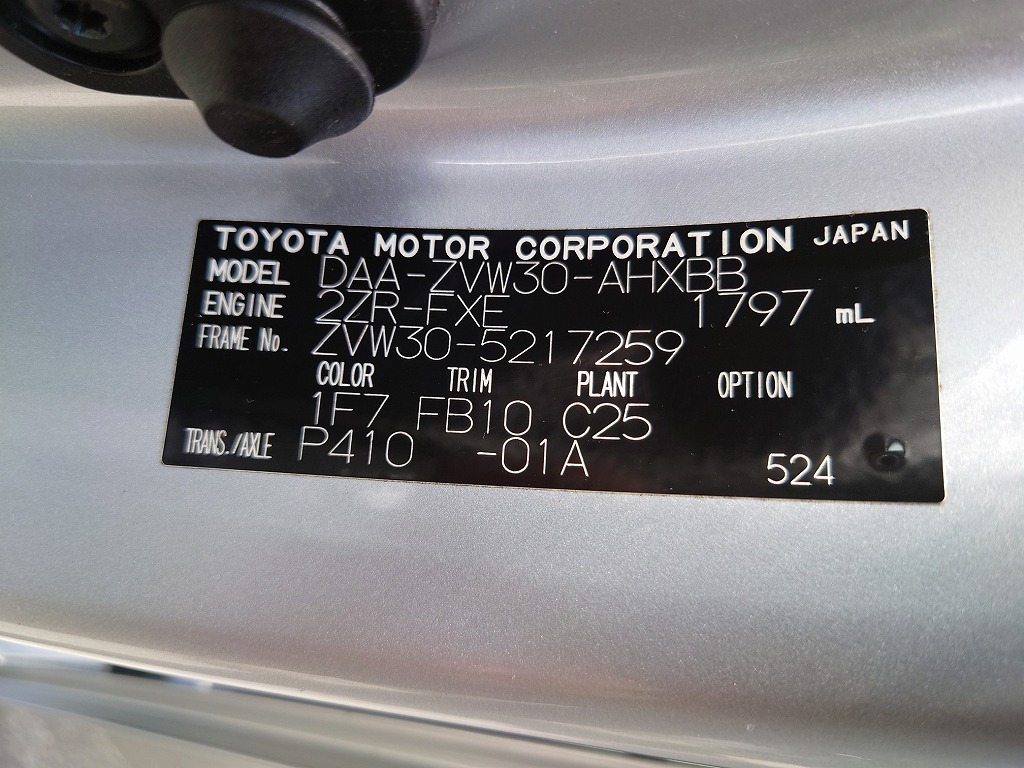 TOYOTA MOTOR CORPORATION JAPAN
MODEL DAA-ZVW30-AHXBB
ENGINE 2ZR-FXE 1797 mL
FRAME No. ZVW30-5217259
COLOR TRIM PLANT OPTION
1F7 FB10 C25
TRANS./AXLE P410 -01A 524